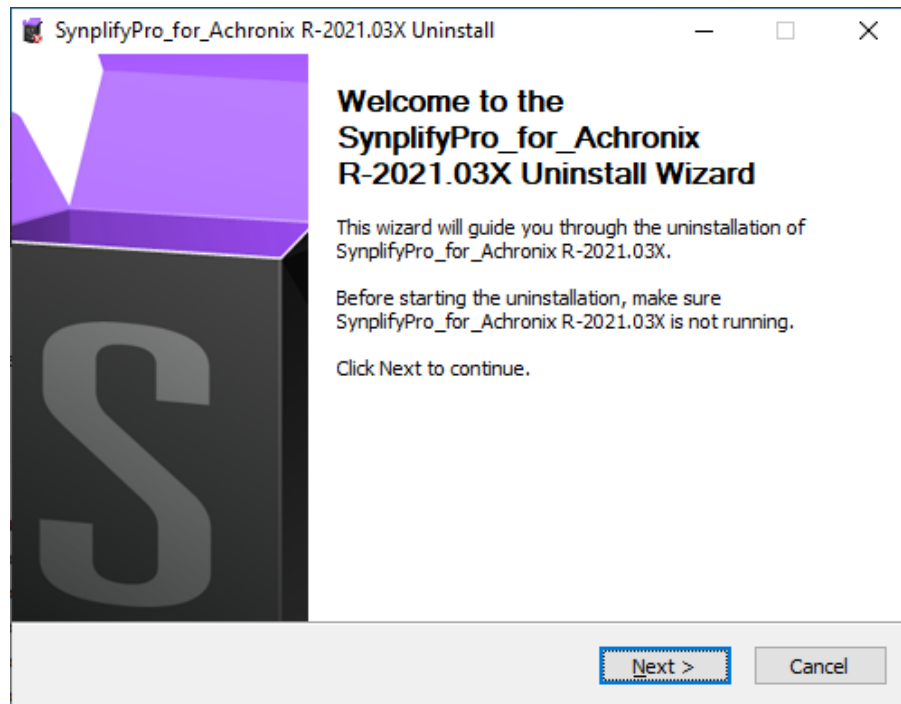 SynplifyPro_for_Achronix R-2021.03X Uninstall
Welcome to the
SynplifyPro_for_Achronix
R-2021.03X Uninstall Wizard
This wizard will guide you through the uninstallation of
SynplifyPro_for_Achronix R-2021.03X.
Before starting the uninstallation, make sure
SynplifyPro_for_Achronix R-2021.03X is not running.
Click Next to continue.
S
Next >
Cancel